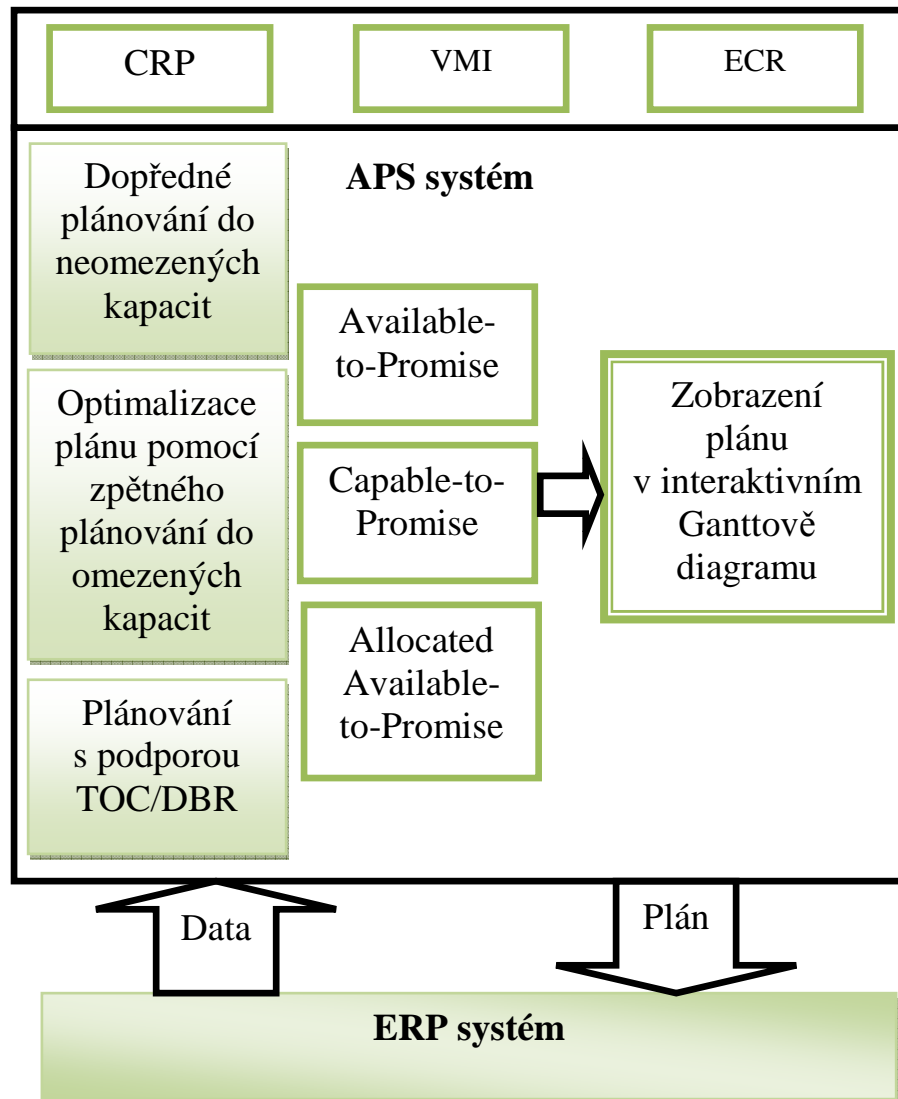 CRP
VMI
ECR
APS systém
Dopředné
plánování do
neomezených
kapacit
Optimalizace
plánu pomocí
zpětného
plánování do
omezených
kapacit
Plánování
s podporou
TOC/DBR
Available-
to-Promise
Capable-to-
Promise
Allocated
Available-
to-Promise
Zobrazení
plánu
v interaktivním
Ganttově
diagramu
Data
Plán
ERP systém